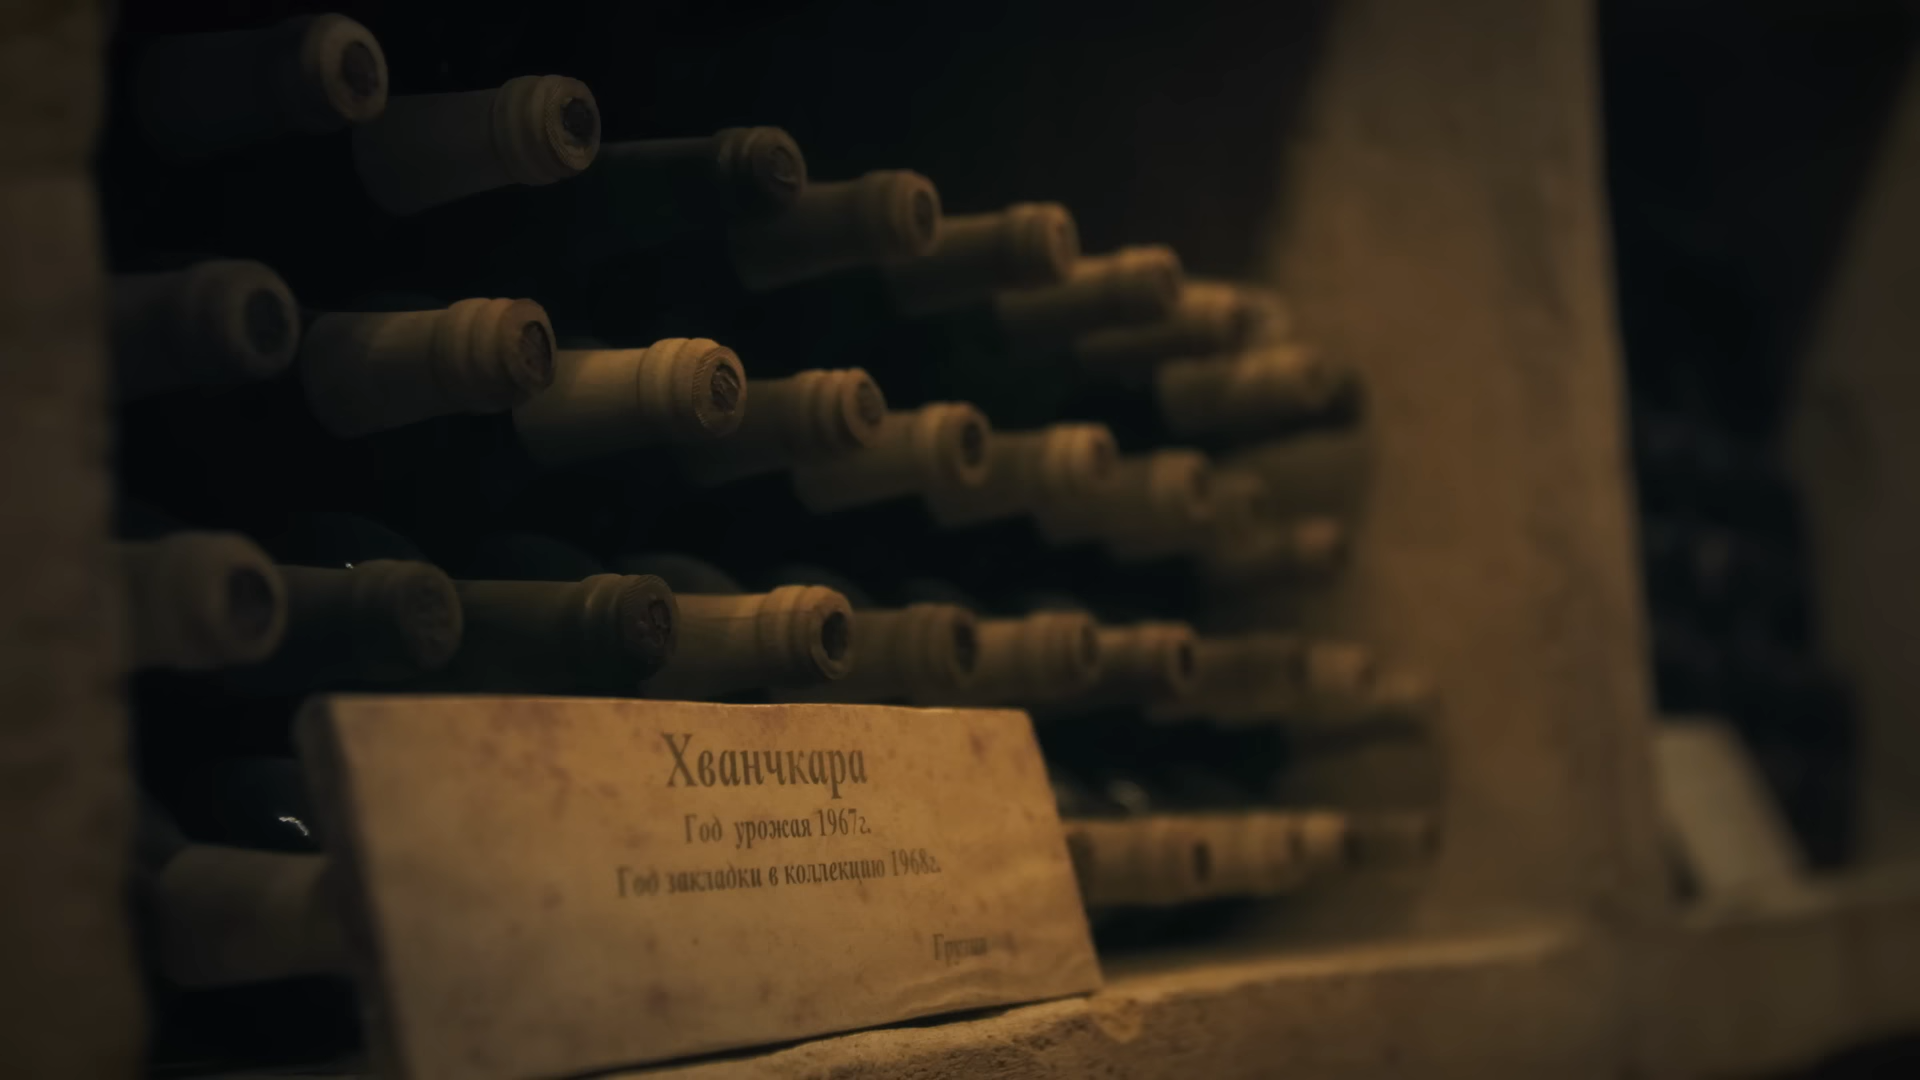 Хванчкара
Год урожая 1967г.
Год закладки в коллекцию 1968г.
Грузия